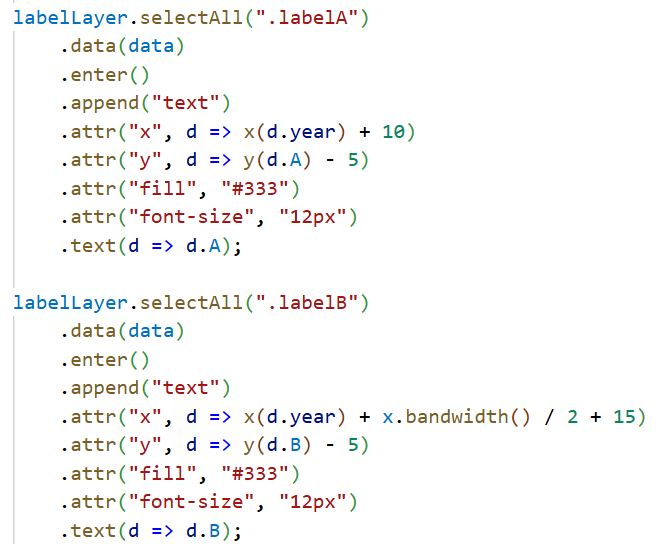 labelLayer.selectAll(".labelA")
    .data(data)
    .enter()
    .append("text")
    .attr("x", d => x(d.year) + 10)
    .attr("y", d => y(d.A) - 5)
    .attr("fill", "#333")
    .attr("font-size", "12px")
    .text(d => d.A);

labelLayer.selectAll(".labelB")
    .data(data)
    .enter()
    .append("text")
    .attr("x", d => x(d.year) + x.bandwidth() / 2 + 15)
    .attr("y", d => y(d.B) - 5)
    .attr("fill", "#333")
    .attr("font-size", "12px")
    .text(d => d.B);